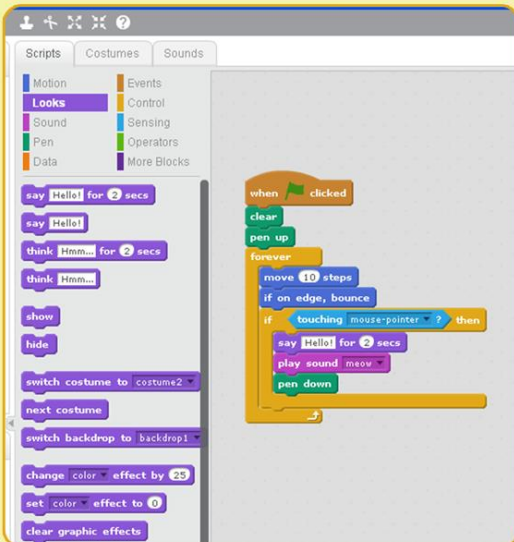 Scripts Costumes Sounds
Motion Events
Looks Control
Sound Sensing
Pen Operators
Data More Blocks
say Hello! for 2 secs
say Hello!
think Hmm... for 2 secs
think Hmm...
show
hide
switch costume to costume2
next costume
switch backdrop to backdrop1
change color effect by 25
set color effect to 0
clear graphic effects
when clicked
clear
pen up
forever
move 10 steps
if on edge, bounce
if touching mouse-pointer ? then
say Hello! for 2 secs
play sound meow
pen down